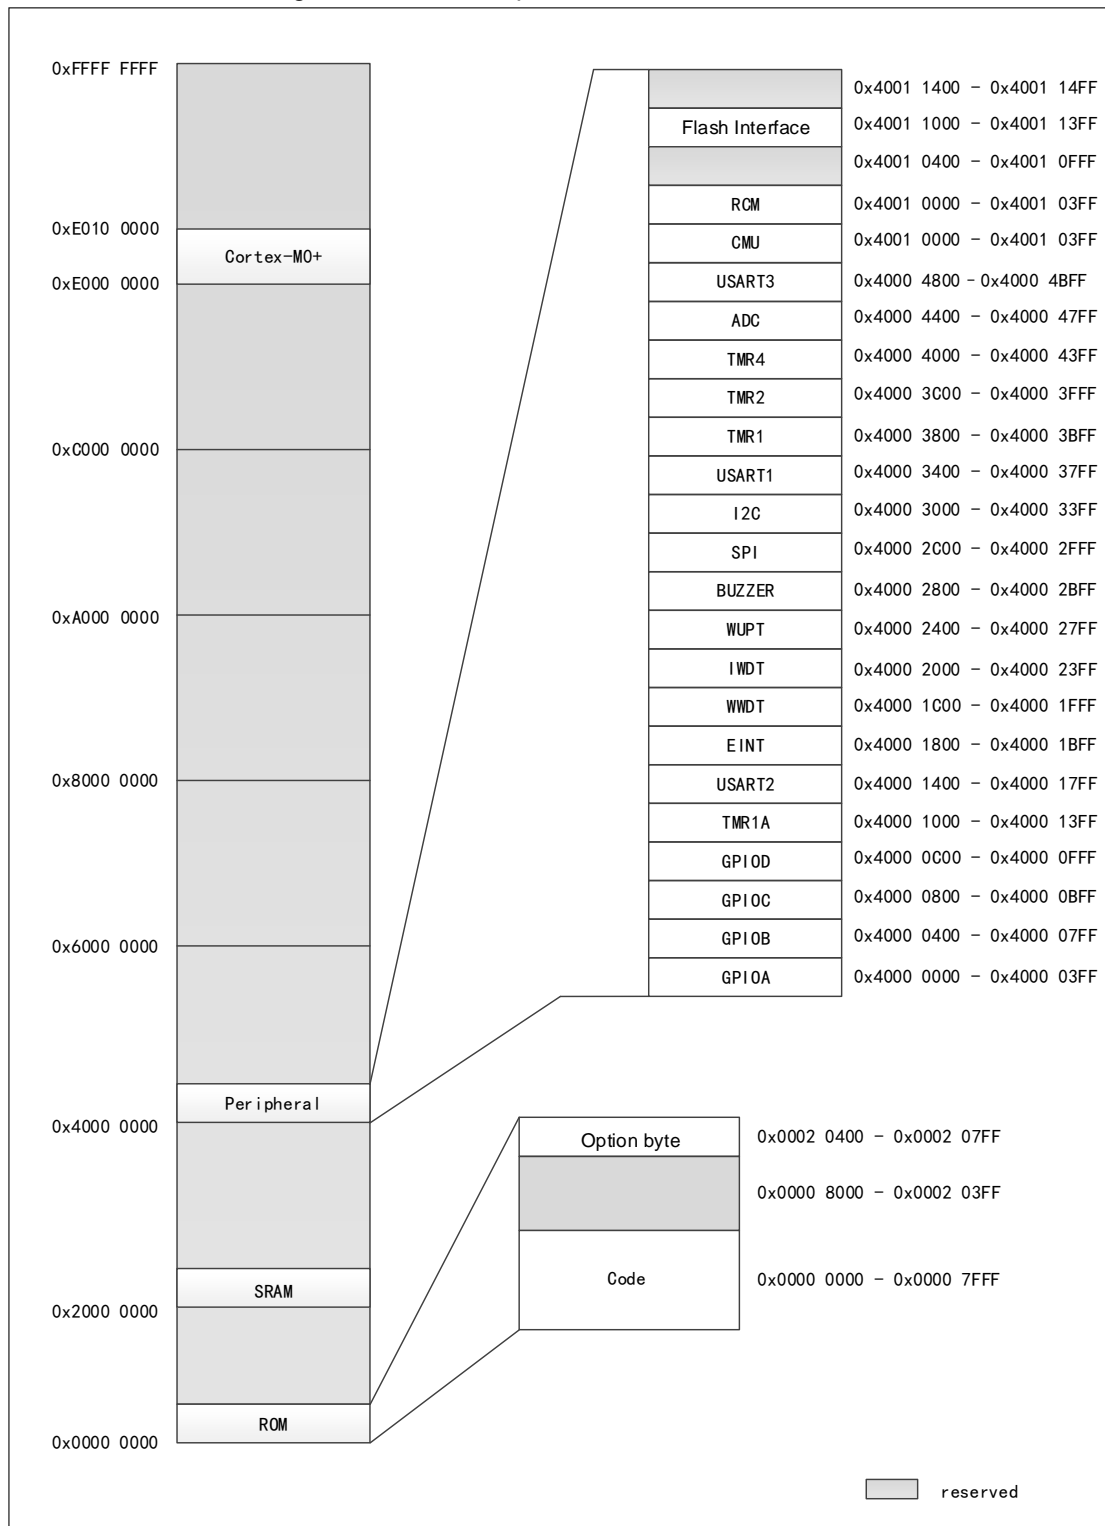 0xFFFF FFFF
0xE010 0000
Cortex-M0+
0xE000 0000
0xC000 0000
0xA000 0000
0x8000 0000
0x6000 0000
Peripheral
0x4000 0000
SRAM
0x2000 0000
ROM
0x0000 0000
0x4001 1400 - 0x4001 14FF
Flash Interface 0x4001 1000 - 0x4001 13FF
0x4001 0400 - 0x4001 0FFF
RCM 0x4001 0000 - 0x4001 03FF
CMU 0x4001 0000 - 0x4001 03FF
USART3 0x4000 4800 - 0x4000 4BFF
ADC 0x4000 4400 - 0x4000 47FF
TMR4 0x4000 4000 - 0x4000 43FF
TMR2 0x4000 3C00 - 0x4000 3FFF
TMR1 0x4000 3800 - 0x4000 3BFF
USART1 0x4000 3400 - 0x4000 37FF
I2C 0x4000 3000 - 0x4000 33FF
SPI 0x4000 2C00 - 0x4000 2FFF
BUZZER 0x4000 2800 - 0x4000 2BFF
WUPT 0x4000 2400 - 0x4000 27FF
IWDT 0x4000 2000 - 0x4000 23FF
WWDT 0x4000 1C00 - 0x4000 1FFF
EINT 0x4000 1800 - 0x4000 1BFF
USART2 0x4000 1400 - 0x4000 17FF
TMR1A 0x4000 1000 - 0x4000 13FF
GPIOD 0x4000 0C00 - 0x4000 0FFF
GPIOC 0x4000 0800 - 0x4000 0BFF
GPIOB 0x4000 0400 - 0x4000 07FF
GPIOA 0x4000 0000 - 0x4000 03FF
Option byte 0x0002 0400 - 0x0002 07FF
0x0000 8000 - 0x0002 03FF
Code 0x0000 0000 - 0x0000 7FFF
reserved